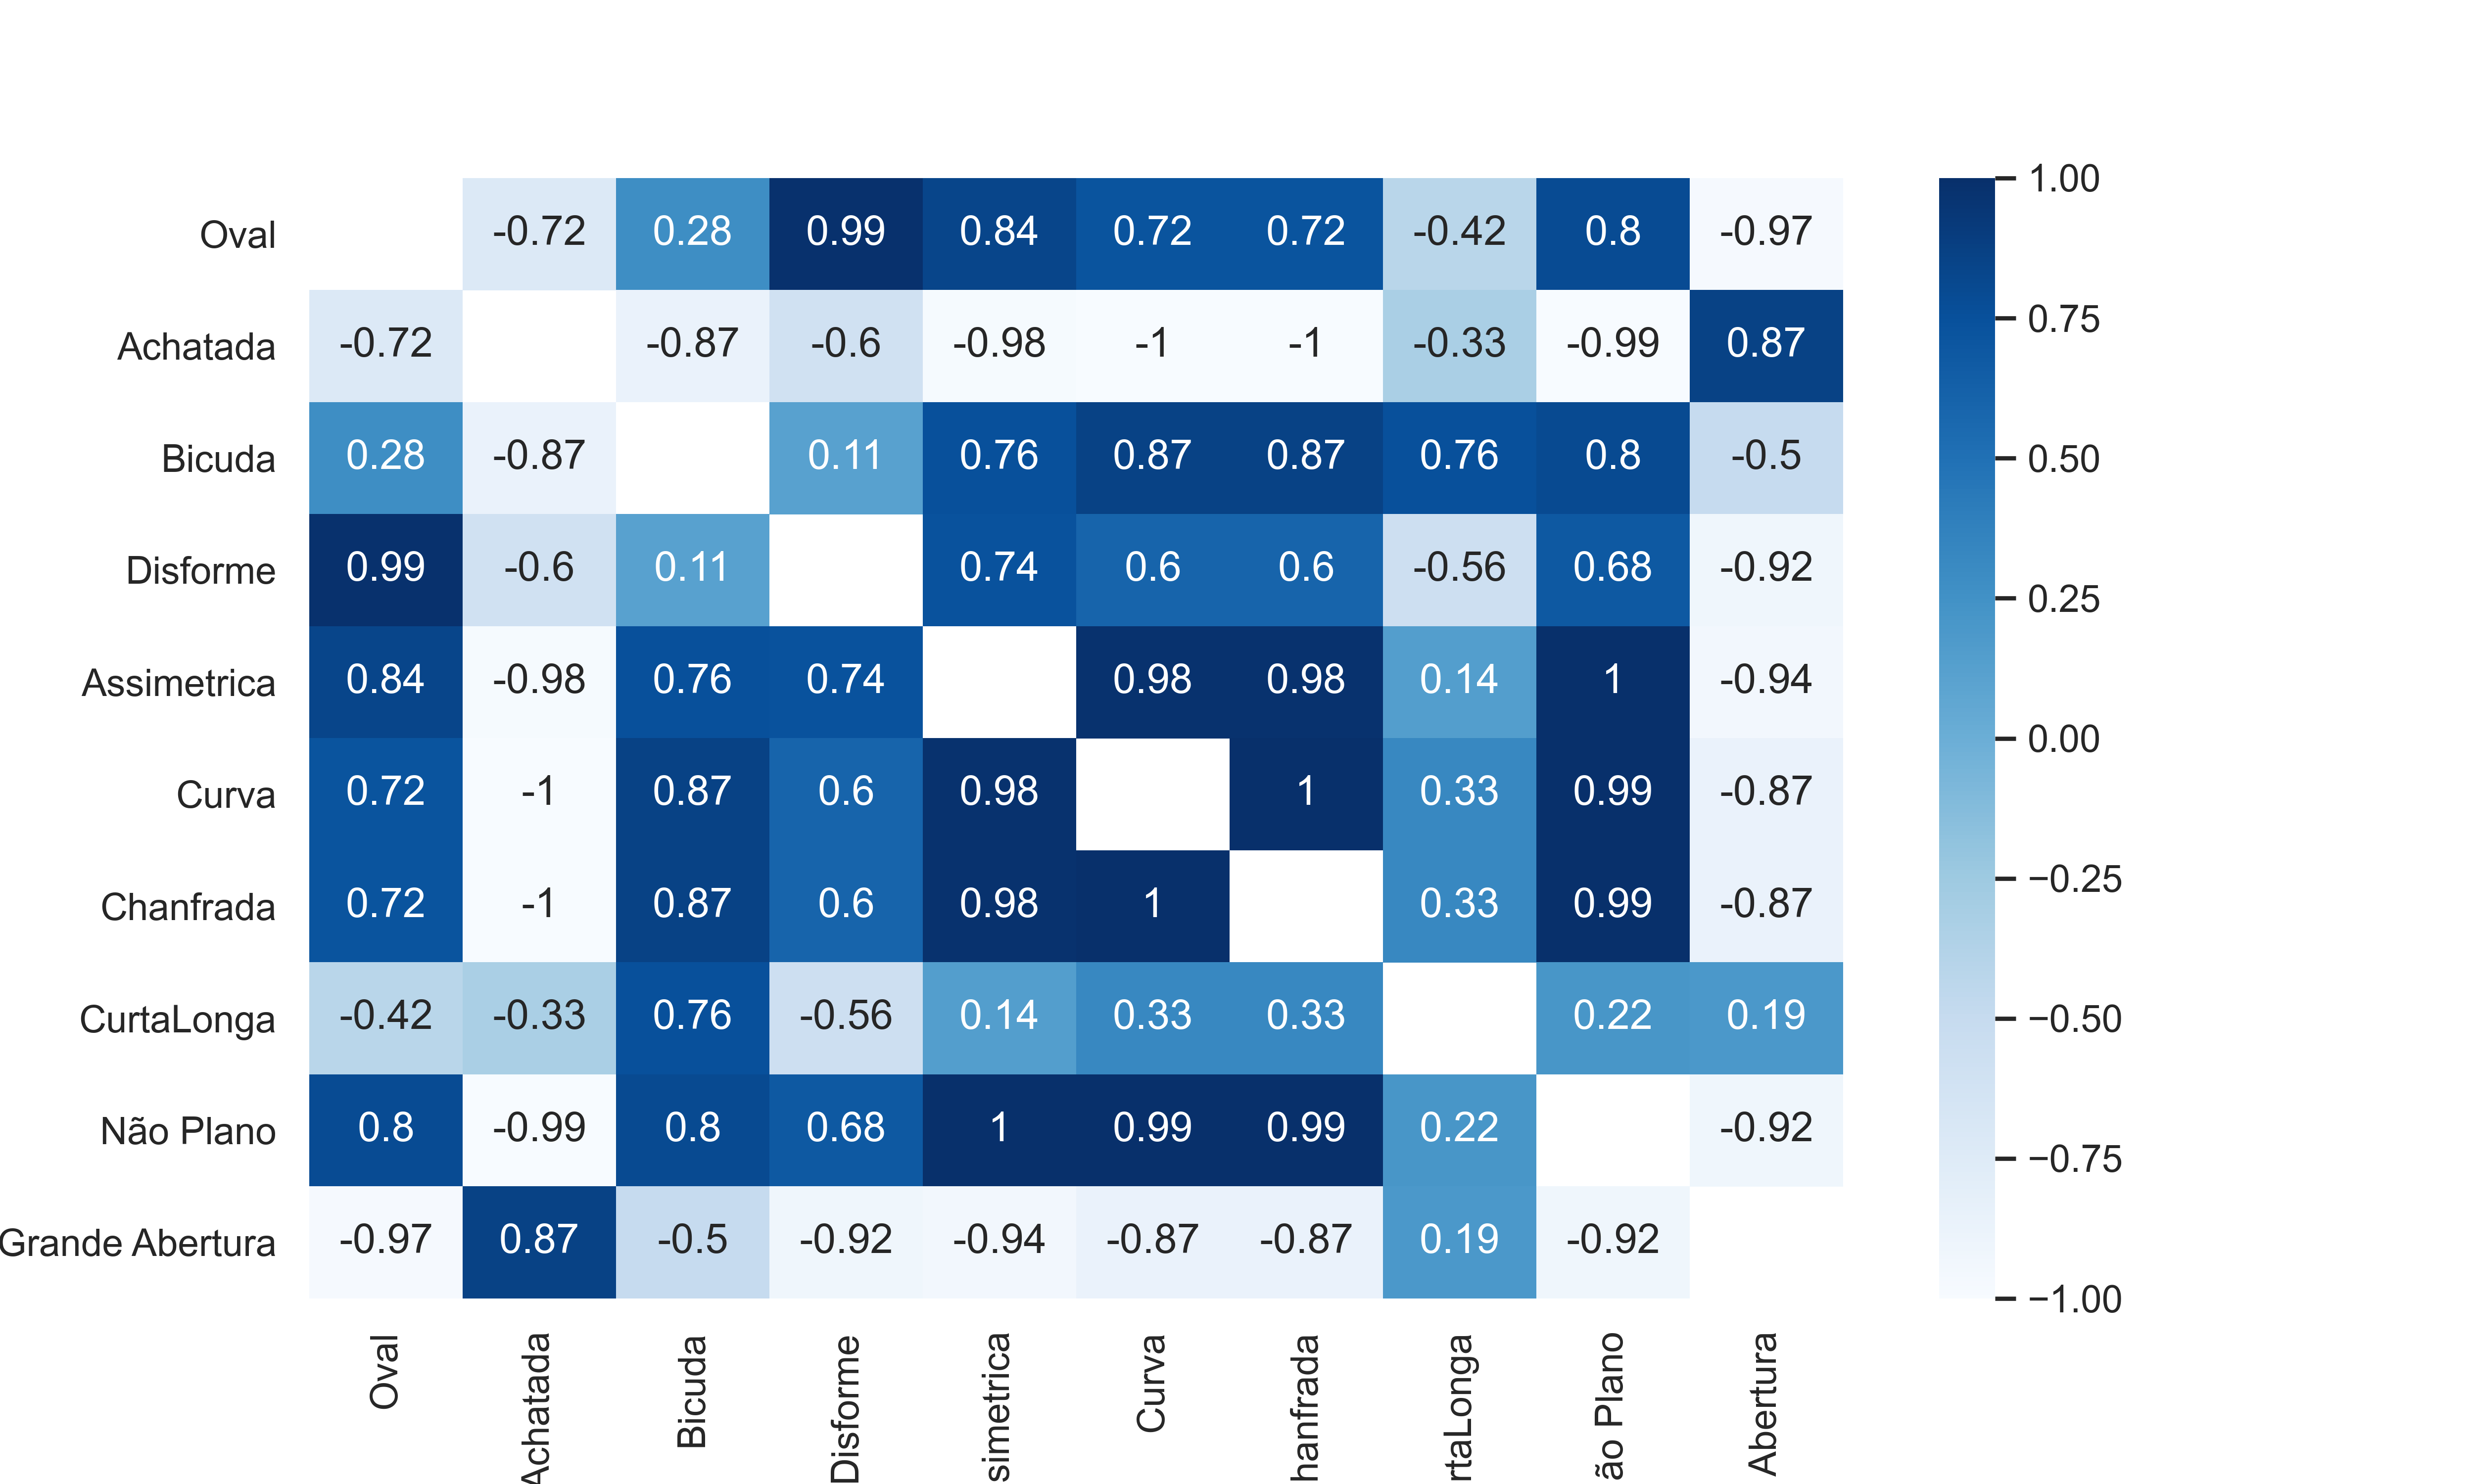 Oval -0.72 0.28 0.99 0.84 0.72 0.72 -0.42 0.8 -0.97
Achatada -0.72 -0.87 -0.6 -0.98 -1 -1 -0.33 -0.99 0.87
Bicuda 0.28 -0.87 0.11 0.76 0.87 0.87 0.76 0.8 -0.5
Disforme 0.99 -0.6 0.11 0.74 0.6 0.6 -0.56 0.68 -0.92
Assimetrica 0.84 -0.98 0.76 0.74 0.98 0.98 0.14 1 -0.94
Curva 0.72 -1 0.87 0.6 0.98 1 0.33 0.99 -0.87
Chanfrada 0.72 -1 0.87 0.6 0.98 1 0.33 0.99 -0.87
CurtaLonga -0.42 -0.33 0.76 -0.56 0.14 0.33 0.33 0.22 0.19
Não Plano 0.8 -0.99 0.8 0.68 1 0.99 0.99 0.22 -0.92
Grande Abertura -0.97 0.87 -0.5 -0.92 -0.94 -0.87 -0.87 0.19 -0.92
Oval
Achatada
Bicuda
Disforme
simetrica
Curva
hanfrada
rtaLonga
ão Plano
Abertura
1.00
0.75
0.50
0.25
0.00
−0.25
−0.50
−0.75
−1.00